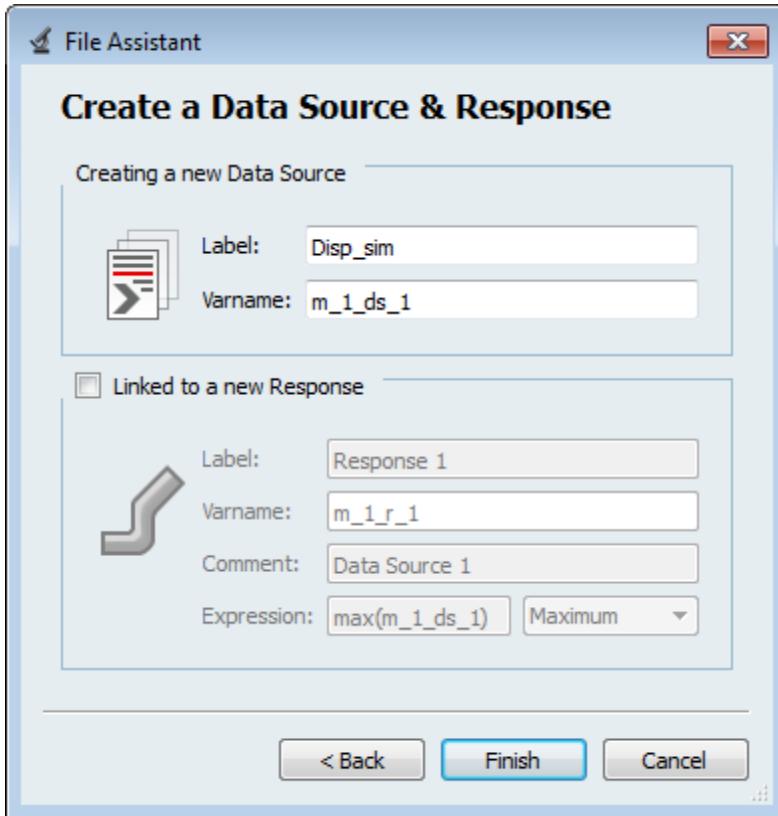 File Assistant
Create a Data Source & Response
Creating a new Data Source
Label: Disp_sim
Varname: m_1_ds_1
Linked to a new Response
Label: Response 1
Varname: m_1_r_1
Comment: Data Source 1
Expression: max(m_1_ds_1) Maximum
< Back Finish Cancel